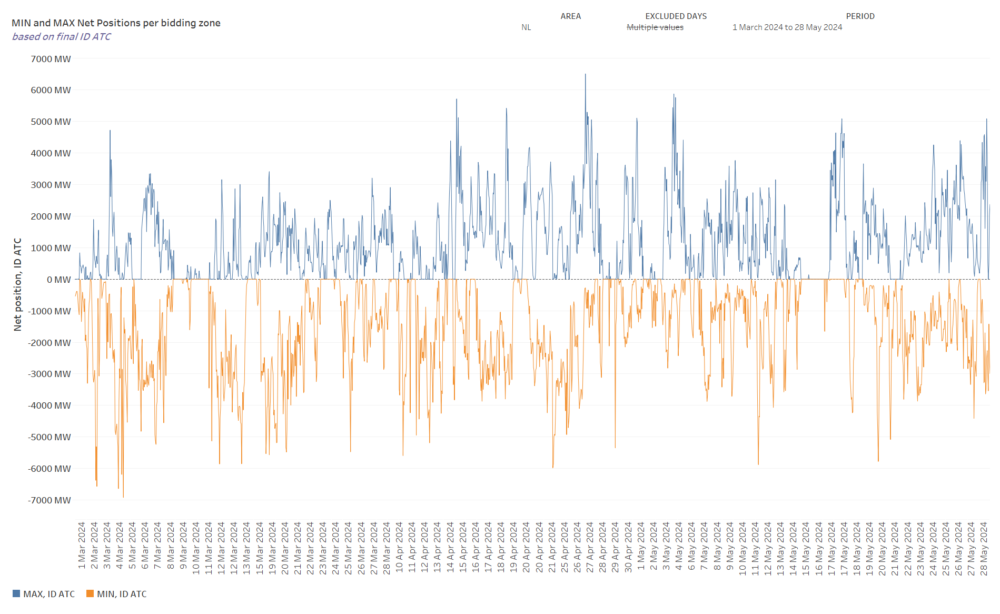 MIN and MAX Net Positions per bidding zone
based on final ID ATC
AREA
NL
EXCLUDED DAYS
Multiple values
PERIOD
1 March 2024 to 28 May 2024
Net position, ID ATC
7000 MW
6000 MW
5000 MW
4000 MW
3000 MW
2000 MW
1000 MW
0 MW
-1000 MW
-2000 MW
-3000 MW
-4000 MW
-5000 MW
-6000 MW
-7000 MW
1 Mar 2024
2 Mar 2024
3 Mar 2024
4 Mar 2024
5 Mar 2024
6 Mar 2024
7 Mar 2024
8 Mar 2024
9 Mar 2024
10 Mar 2024
11 Mar 2024
12 Mar 2024
12 Mar 2024
13 Mar 2024
15 Mar 2024
19 Mar 2024
20 Mar 2024
21 Mar 2024
22 Mar 2024
23 Mar 2024
24 Mar 2024
25 Mar 2024
26 Mar 2024
27 Mar 2024
28 Mar 2024
10 Apr 2024
11 Apr 2024
12 Apr 2024
13 Apr 2024
14 Apr 2024
15 Apr 2024
16 Apr 2024
17 Apr 2024
18 Apr 2024
19 Apr 2024
20 Apr 2024
20 Apr 2024
21 Apr 2024
25 Apr 2024
26 Apr 2024
27 Apr 2024
28 Apr 2024
29 Apr 2024
30 Apr 2024
1 May 2024
2 May 2024
3 May 2024
4 May 2024
6 May 2024
7 May 2024
8 May 2024
9 May 2024
10 May 2024
11 May 2024
12 May 2024
13 May 2024
14 May 2024
15 May 2024
16 May 2024
17 May 2024
17 May 2024
18 May 2024
19 May 2024
20 May 2024
21 May 2024
22 May 2024
23 May 2024
24 May 2024
25 May 2024
26 May 2024
27 May 2024
28 May 2024
MAX, ID ATC
MIN, ID ATC